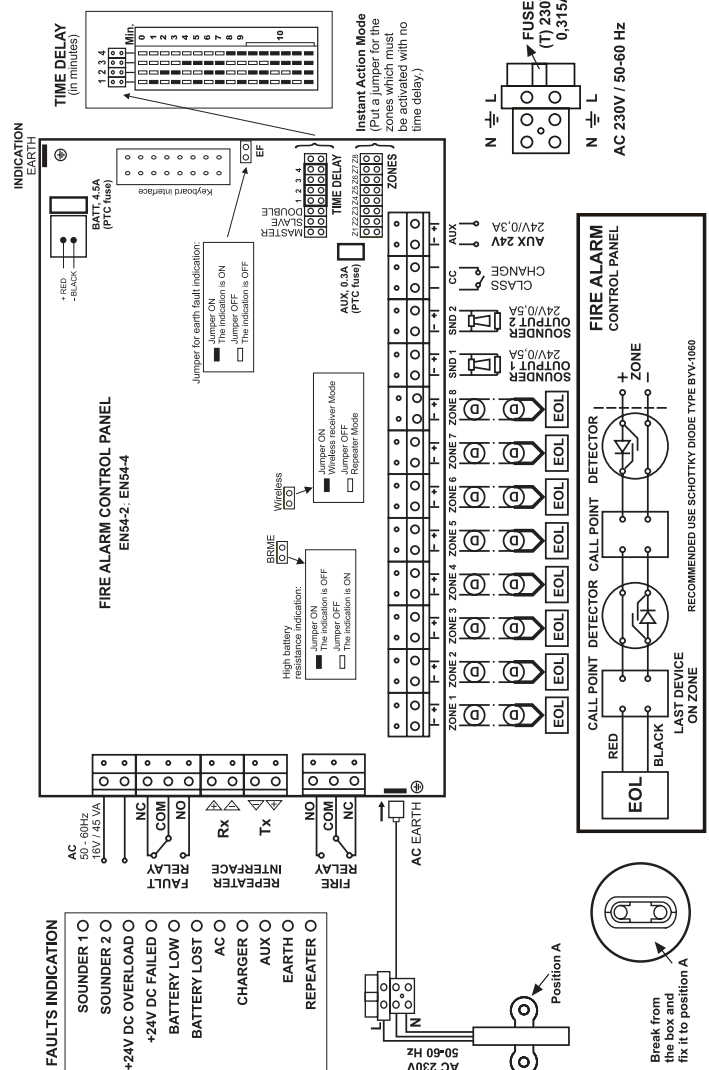 INDICATION
EARTH
BATT, 4.5A
(PTC fuse)
+ RED
- BLACK
Keyboard interface
EF
Jumper for earth fault indication:
Jumper ON
The indication is ON
Jumper OFF
The indication is OFF
TIME DELAY
(in minutes)
1 2 3 4
Min.
0
1
2
3
4
5
6
7
8
9
10
Instant Action Mode
(Put a jumper for the
zones which must
be activated with no
time delay.)
MASTER
SLAVE
DOUBLE
1 2 3 4
TIME DELAY
Z1 Z2 Z3 Z4 Z5 Z6 Z7 Z8
ZONES
AUX, 0.3A
(PTC fuse)
FUSE
(T) 230
0,315A
N
L
N
L
AC 230V / 50-60 Hz
FIRE ALARM CONTROL PANEL
EN54-2; EN54-4
Wireless
Jumper ON
Wireless receiver Mode
Jumper OFF
Repeater Mode
BRME
High battery
resistance indication:
Jumper ON
The indication is OFF
Jumper OFF
The indication is ON
ZONE 1
ZONE 2
ZONE 3
ZONE 4
ZONE 5
ZONE 6
ZONE 7
ZONE 8
SND 1
SND 2
CC
AUX
- +
- +
- +
- +
- +
- +
- +
- +
- +
- +
- +
D D EOL
D D EOL
D D EOL
D D EOL
D D EOL
D D EOL
D D EOL
D D EOL
SOUNDER
OUTPUT 1
24V/0,5A
SOUNDER
OUTPUT 2
24V/0,5A
CLASS
CHANGE
AUX 24V
24V/0,3A
AC
50 - 60Hz
16V / 45 VA
NC
COM
NO
FAULT
RELAY
Rx
+
-
Tx
-
+
REPEATER
INTERFACE
NO
COM
NC
FIRE
RELAY
AC EARTH
FAULTS INDICATION
SOUNDER 1
SOUNDER 2
+24V DC OVERLOAD
+24V DC FAILED
BATTERY LOW
BATTERY LOST
AC
CHARGER
AUX
EARTH
REPEATER
L
N
AC 230V
50-60 Hz
Position A
Break from
the box and
fix it to position A
FIRE ALARM
CONTROL PANEL
EOL
RED
BLACK
CALL POINT
DETECTOR
CALL POINT
DETECTOR
+
ZONE
-
LAST DEVICE
ON ZONE
RECOMMENDED USE SCHOTTKY DIODE TYPE BYV-1060